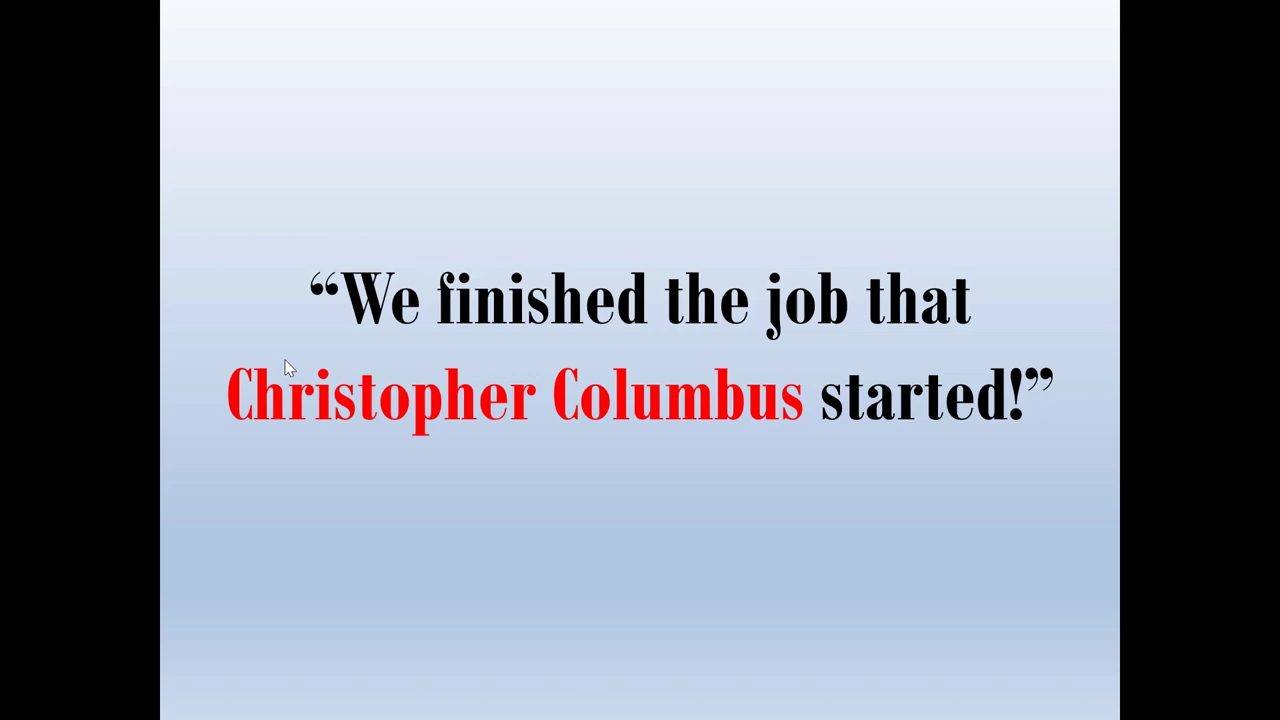 “We finished the job that
Christopher Columbus started!”